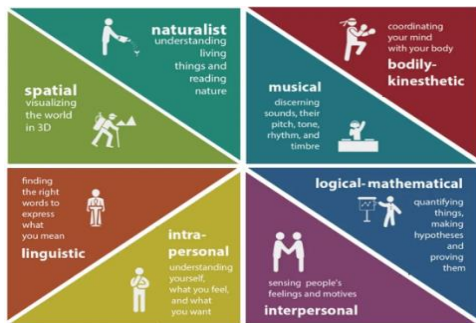 naturalist
understanding
living
things and
reading
nature
spatial
visualizing
the world
in 3D
coordinating
your mind
with your body
bodily-
kinesthetic
musical
discerning
sounds, their
pitch, tone,
rhythm, and
timbre
finding
the right
words to
express
what
you mean
linguistic
intra-
personal
understanding
yourself,
what you feel,
and what
you want
logical-mathematical
quantifying
things,
making
hypotheses
and
proving
them
sensing people's
feelings and motives
interpersonal